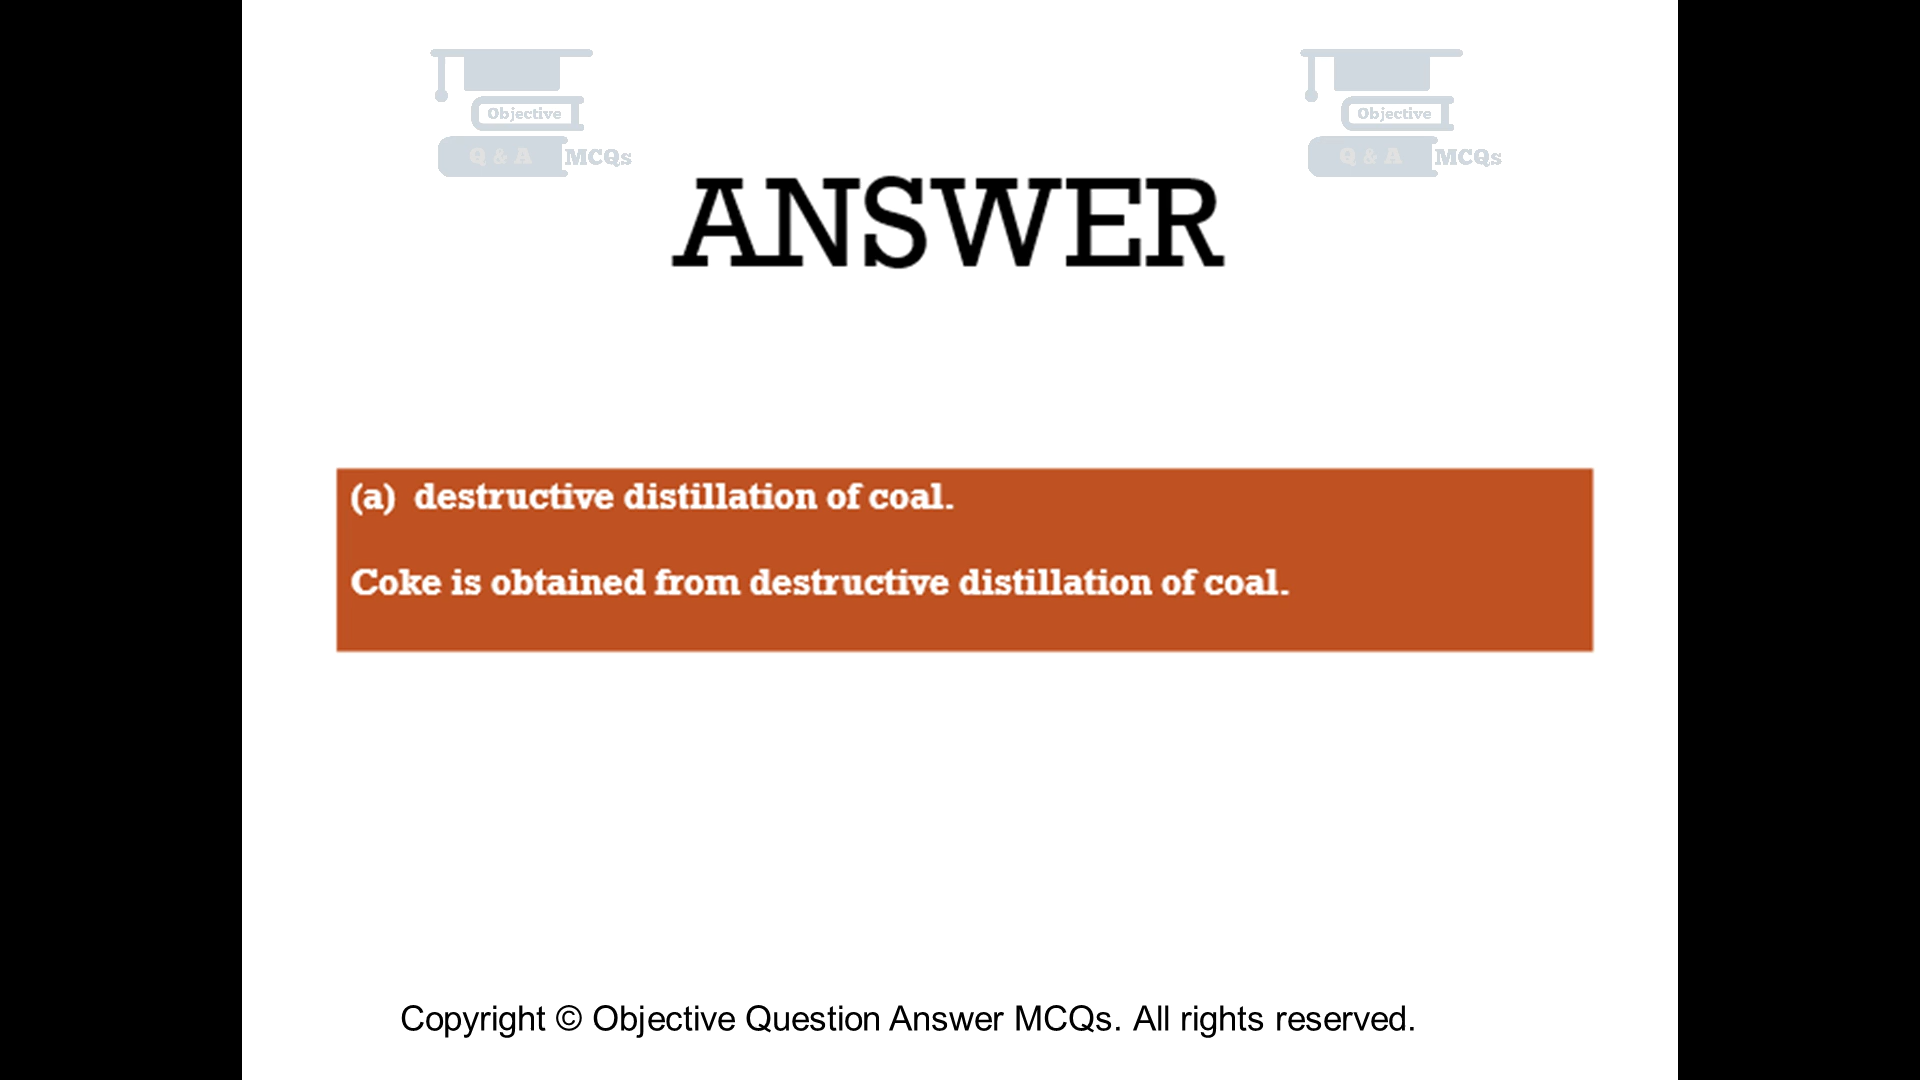 Objective
Q & A MCQs
Objective
Q & A MCQs
ANSWER
(a) destructive distillation of coal.
Coke is obtained from destructive distillation of coal.
Copyright © Objective Question Answer MCQs. All rights reserved.